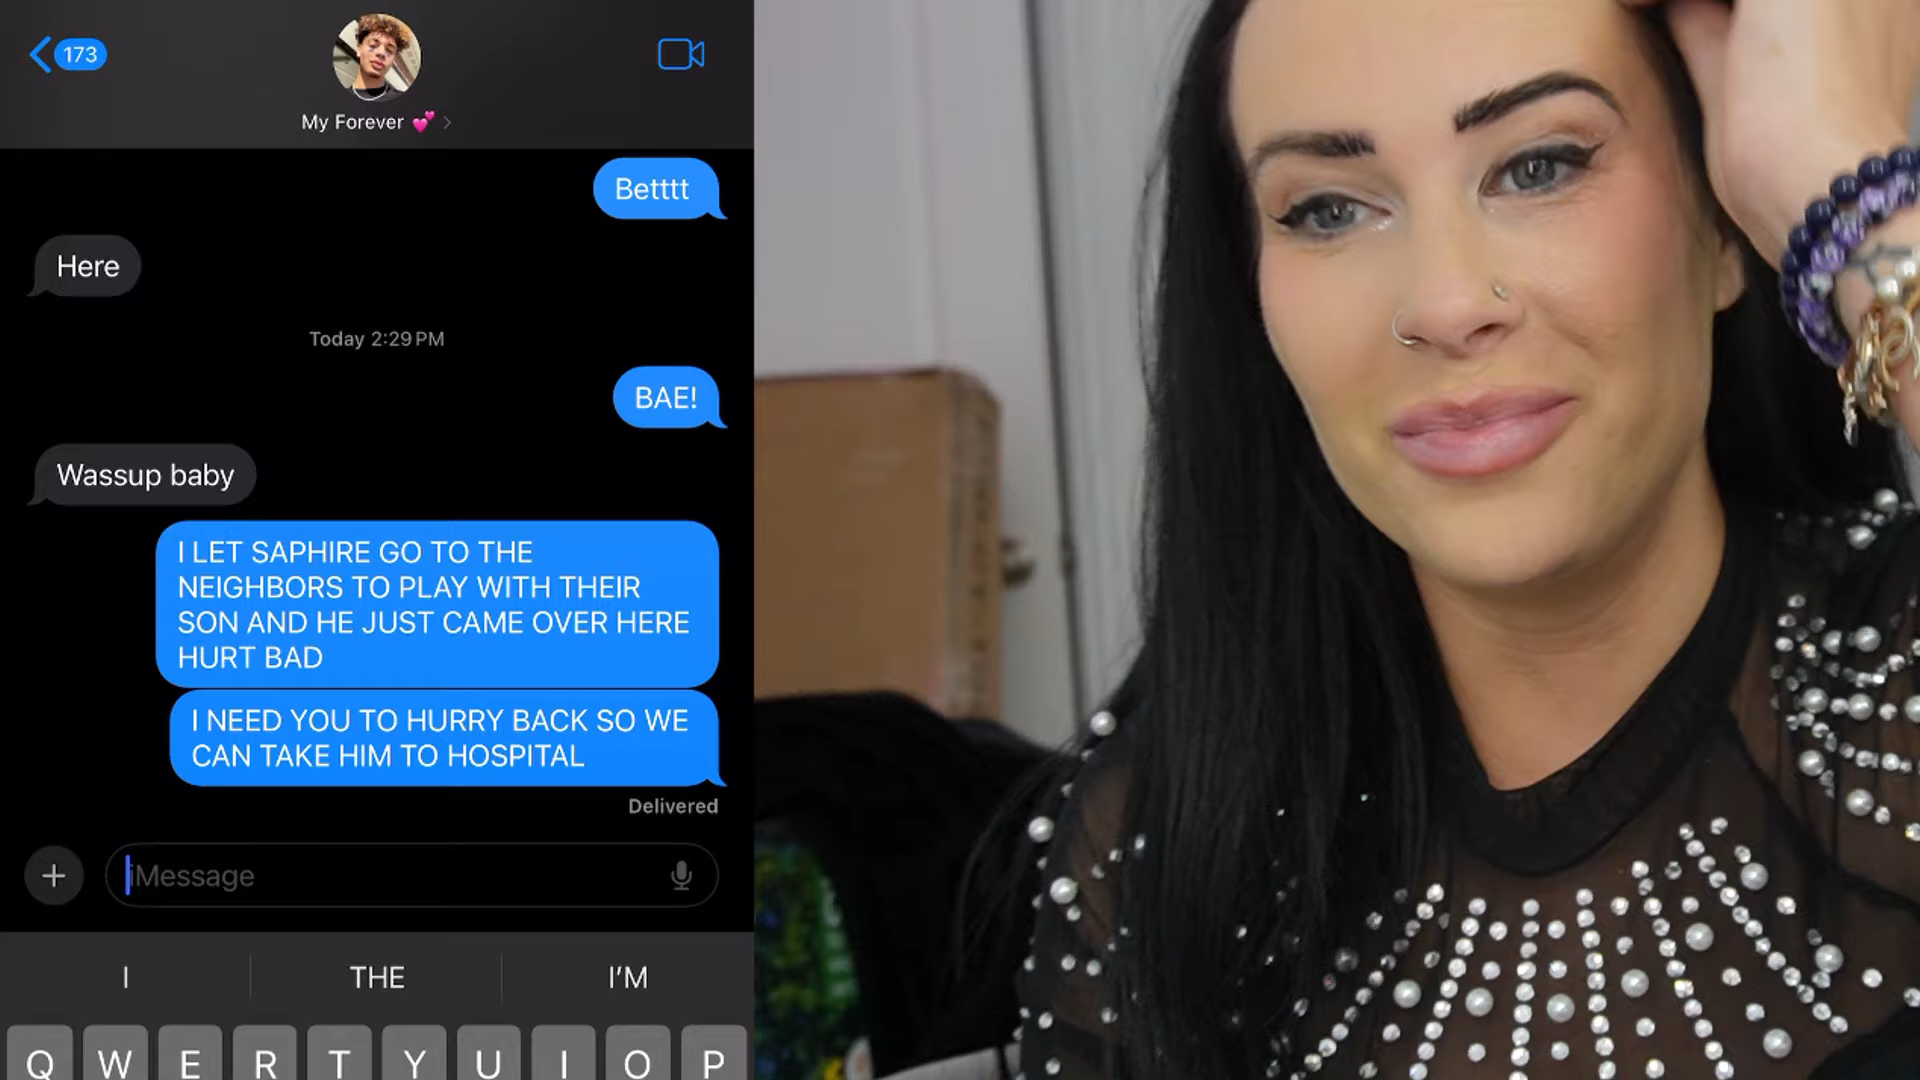 173
My Forever 💕
Betttt
Here
Today 2:29 PM
BAE!
Wassup baby
I LET SAPHIRE GO TO THE
NEIGHBORS TO PLAY WITH THEIR
SON AND HE JUST CAME OVER HERE
HURT BAD
I NEED YOU TO HURRY BACK SO WE
CAN TAKE HIM TO HOSPITAL
Delivered
iMessage
I THE I'M
Q W E R T Y U I O P